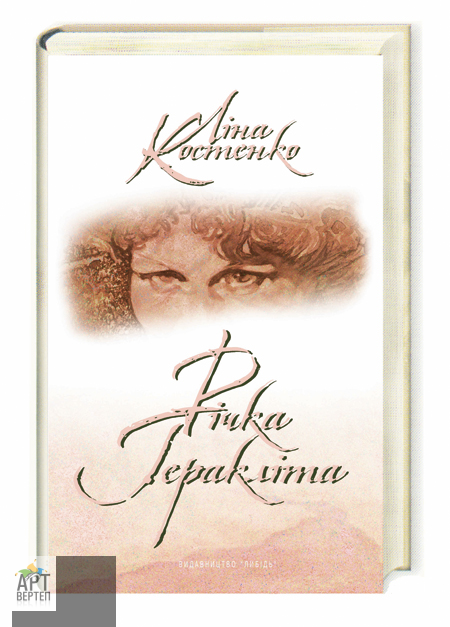 Ліна
Костенко
Річка
Геракліта
ВИДАВНИЦТВО "ЛИБІДЬ"
АРТ
ВЕРТЕП